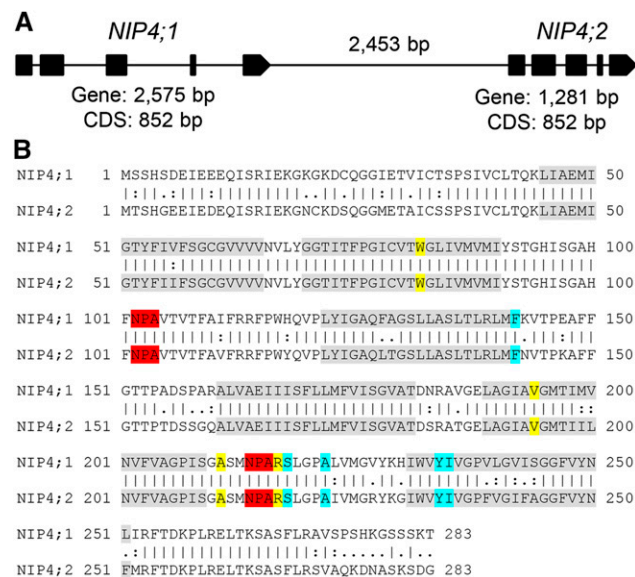 A
NIP4;1
2,453 bp
NIP4;2
Gene: 2,575 bp
CDS: 852 bp
Gene: 1,281 bp
CDS: 852 bp
B
NIP4;1 1 MSSHSDEIEEEQISRIEKGKGKDCQGGIETVICTSPSIVCLTQKLIAEMI 50
|:||.:|||:|||||||||..||.|||:||.||:||||||||||||||||
NIP4;2 1 MTSHGEEIEDEQISRIEKGNCKDSQGGMETAICSSPSIVCLTQKLIAEMI 50
NIP4;1 51 GTYFIVFSGCGVVVVNVLYGGTITFPGICVTWGLIVMVMIYSTGHISGAH 100
|||||:||||||||||||||||||||||||||||||||||||||||||||
NIP4;2 51 GTYFIIFSGCGVVVVNVLYGGTITFPGICVTWGLIVMVMIYSTGHISGAH 100
NIP4;1 101 FNPAVTVTFAIFRRFPWHQVPLYIGAQFAGSLLASLTLRLMFKVTPEAFF 150
||||||||||:||||||:|||||||||..|||||||||||||.|||:|||
NIP4;2 101 FNPAVTVTFAVFRRFPWYQVPLYIGAQLTGSLLASLTLRLMFNVTPKAFF 150
NIP4;1 151 GTTPADSPARALVAEIIISFLLMFVISGVATDNRAVGELAGIAVGMTIMV 200
||||.||..:|||||||||||||||||||||||||.||||||||||||::
NIP4;2 151 GTTPTDSSGQALVAEIIISFLLMFVISGVATDNRATGELAGIAVGMTIIL 200
NIP4;1 201 NVFVAGPISGASMNPARSLGPALVMGVYKHIWVYIVGPVLGVISGGFVYN 250
||||||||||||||||||||||:|||.||.||||||||.:|:.:||||||
NIP4;2 201 NVFVAGPISGASMNPARSLGPAIVMGRYKGIWVYIVGPFVGIFAGGFVYN 250
NIP4;1 251 LIRFTDKPLRELTKSASFLRAVSPSHKGSSSKT 283
.:||||||||||||||||||:|:.....|.|..
NIP4;2 251 FMRFTDKPLRELTKSASFLRSVAQKDNASKSDG 283